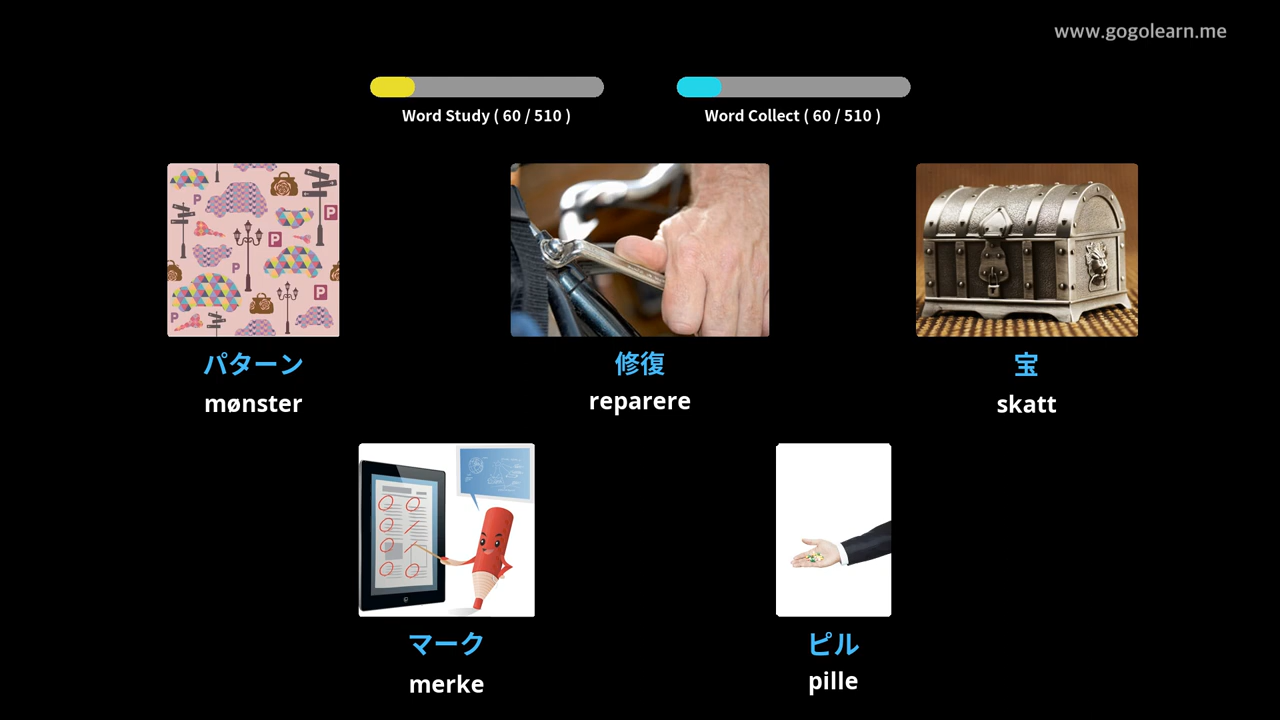 www.gogolearn.me
Word Study ( 60 / 510 )
Word Collect ( 60 / 510 )
P
P
P
P
P
P
パターン
mønster
修復
reparere
宝
skatt
マーク
merke
ピル
pille